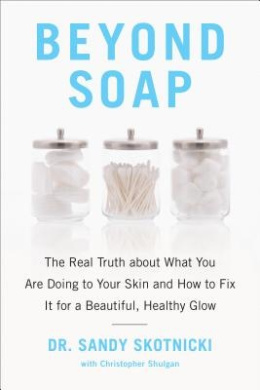 BEYOND
SOAP
The Real Truth about What You
Are Doing to Your Skin and How to Fix
It for a Beautiful, Healthy Glow
DR. SANDY SKOTNICKI
with Christopher Shulgan